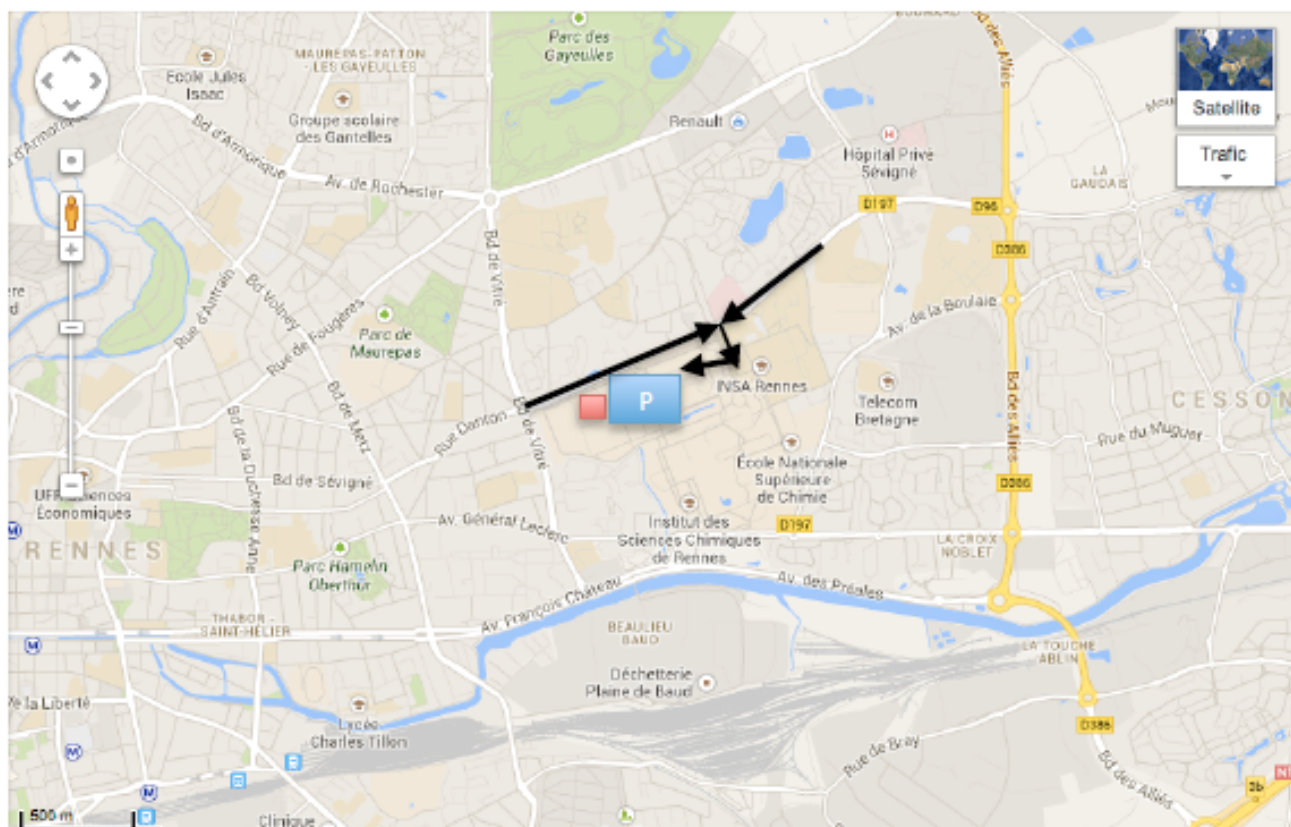 Parc des
Gayeulles
MAUREPAS-PATTON
- LES GAYEULLES
Ecole Jules
Isaac
Groupe scolaire
des Gantelles
Bd d'Armorique
Av. de Rochester
Renault
Hôpital Privé
Sévigné
Bd des Alliés
Satellite
Trafic
LA
GAUDAIS
D197
D96
D386
Bd de Vitré
Rue d'Antrain
Bd Volney
Rue de Fougères
Parc de
Maurepas
Av. de la Boulaie
INSA Rennes
P
Telecom
Bretagne
CESSON
Rue du Muguet
Bd des Alliés
Rue Danton
Bd de Vitré
Bd de Metz
Bd de la Duchesse Anne
Bd de Sévigné
UFR Sciences
Économiques
École Nationale
Supérieure
de Chimie
D386
Av. Général Leclerc
Institut des
Sciences Chimiques
de Rennes
D197
LA CROIX
NOBLET
RENNES
Parc Hamelin
Oberthür
Av. François Château
Av. des Préales
THABOR -
SAINT-HÉLIER
BEAULIEU
BAUD
LA TOUCHE
ABLIN
Déchetterie
Plaine de Baud
la Liberté
Lycée
Charles Tillon
D386
Rue de Bray
Bd des Alliés
3b
500 m
Clinique